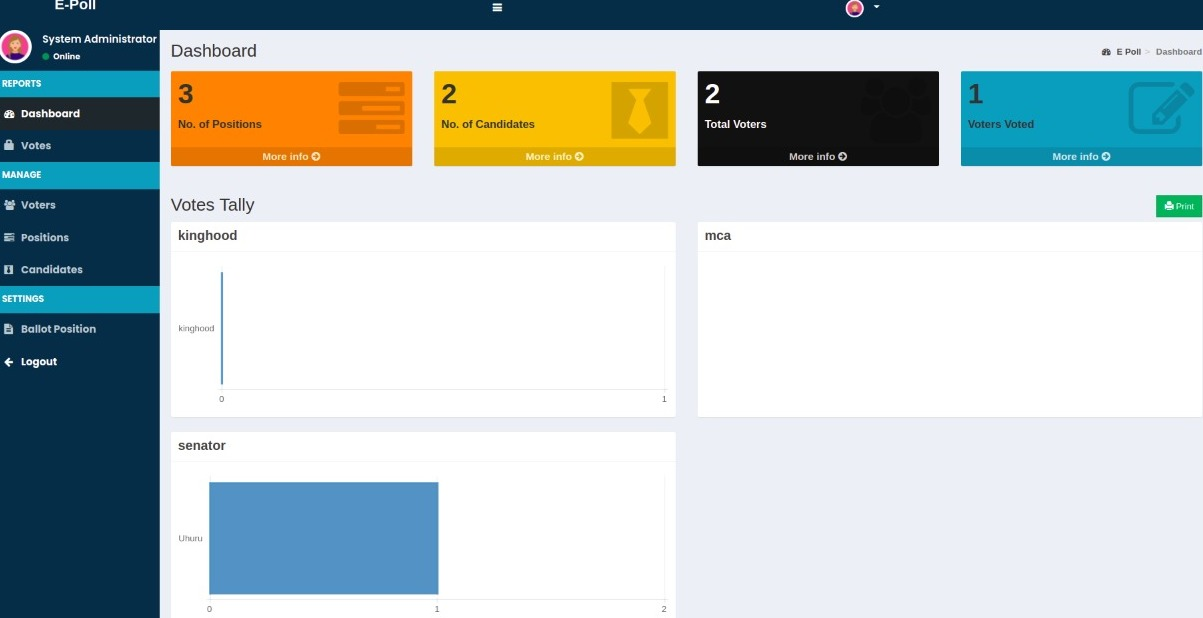 E-Poll
System Administrator
Online
REPORTS
Dashboard
Votes
MANAGE
Voters
Positions
Candidates
SETTINGS
Ballot Position
Logout
Dashboard
E Poll > Dashboard
3
No. of Positions
More info
2
No. of Candidates
More info
2
Total Voters
More info
1
Voters Voted
More info
Votes Tally
Print
kinghood
kinghood
0 1
mca
senator
Uhuru
0 1 2